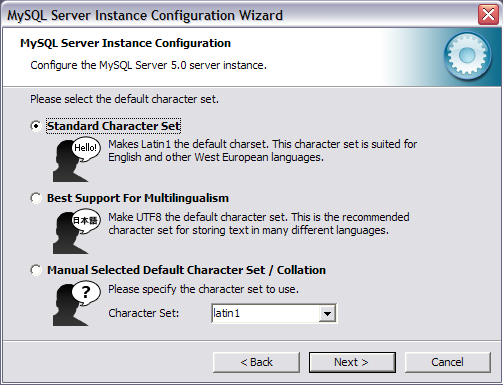 MySQL Server Instance Configuration Wizard
MySQL Server Instance Configuration
Configure the MySQL Server 5.0 server instance.
Please select the default character set.
Standard Character Set
Hello!
Makes Latin1 the default charset. This character set is suited for
English and other West European languages.
Best Support For Multilingualism
日本語
Make UTF8 the default character set. This is the recommended
character set for storing text in many different languages.
Manual Selected Default Character Set / Collation
?
Please specify the character set to use.
Character Set: latin1
< Back Next > Cancel